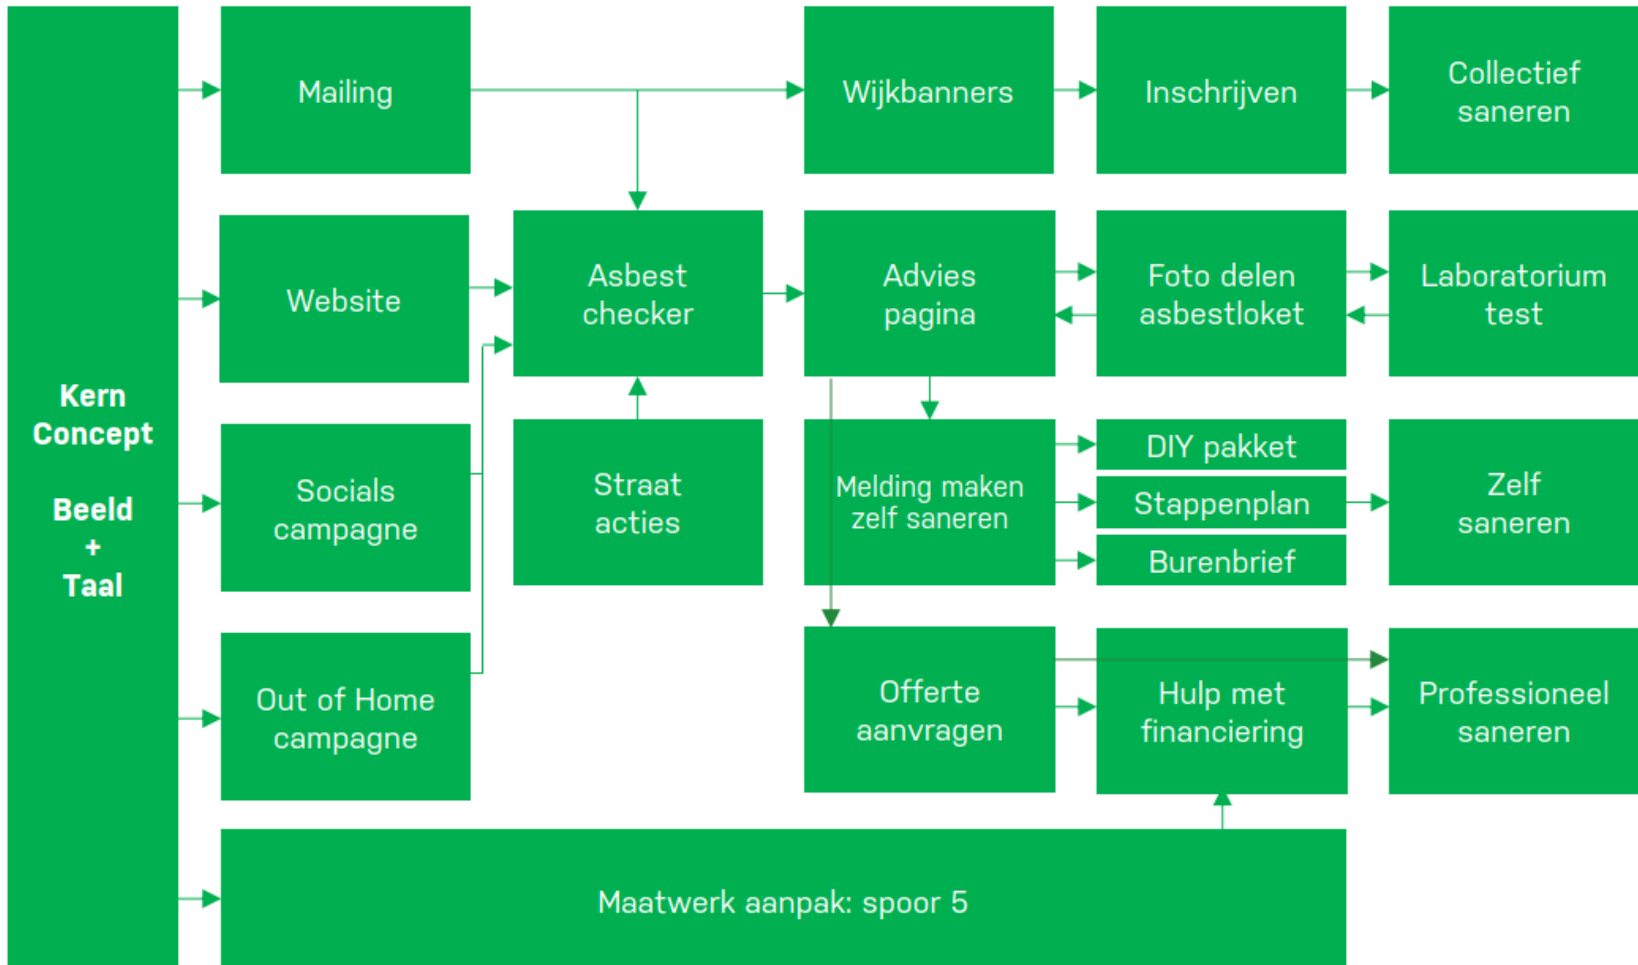 Kern
Concept
Beeld
+
Taal
Mailing
Wijkbanners
Inschrijven
Collectief
saneren
Website
Asbest
checker
Advies
pagina
Foto delen
asbestloket
Laboratorium
test
Socials
campagne
Straat
acties
Melding maken
zelf saneren
DIY pakket
Stappenplan
Burenbrief
Zelf
saneren
Out of Home
campagne
Offerte
aanvragen
Hulp met
financiering
Professioneel
saneren
Maatwerk aanpak: spoor 5